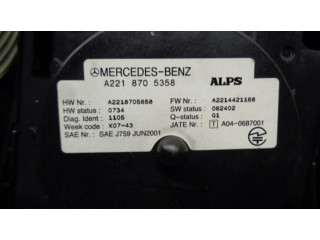 MERCEDES-BENZ
A221 870 5358 ALPS
HW Nr. : A2218705858 FW Nr. : A2214421168
HW status : 0734 SW status : 062402
Diag. Ident : 1105 Q-status : 01
Week code : K07-43 JATE Nr. : T A04-0687001
SAE Nr. : SAE J759 JUN2001